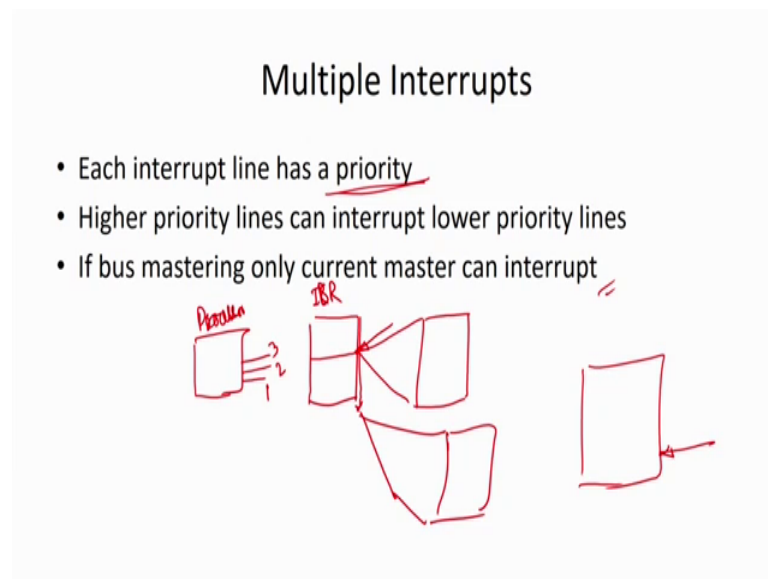 Multiple Interrupts
• Each interrupt line has a priority
• Higher priority lines can interrupt lower priority lines
• If bus mastering only current master can interrupt
3
2
1